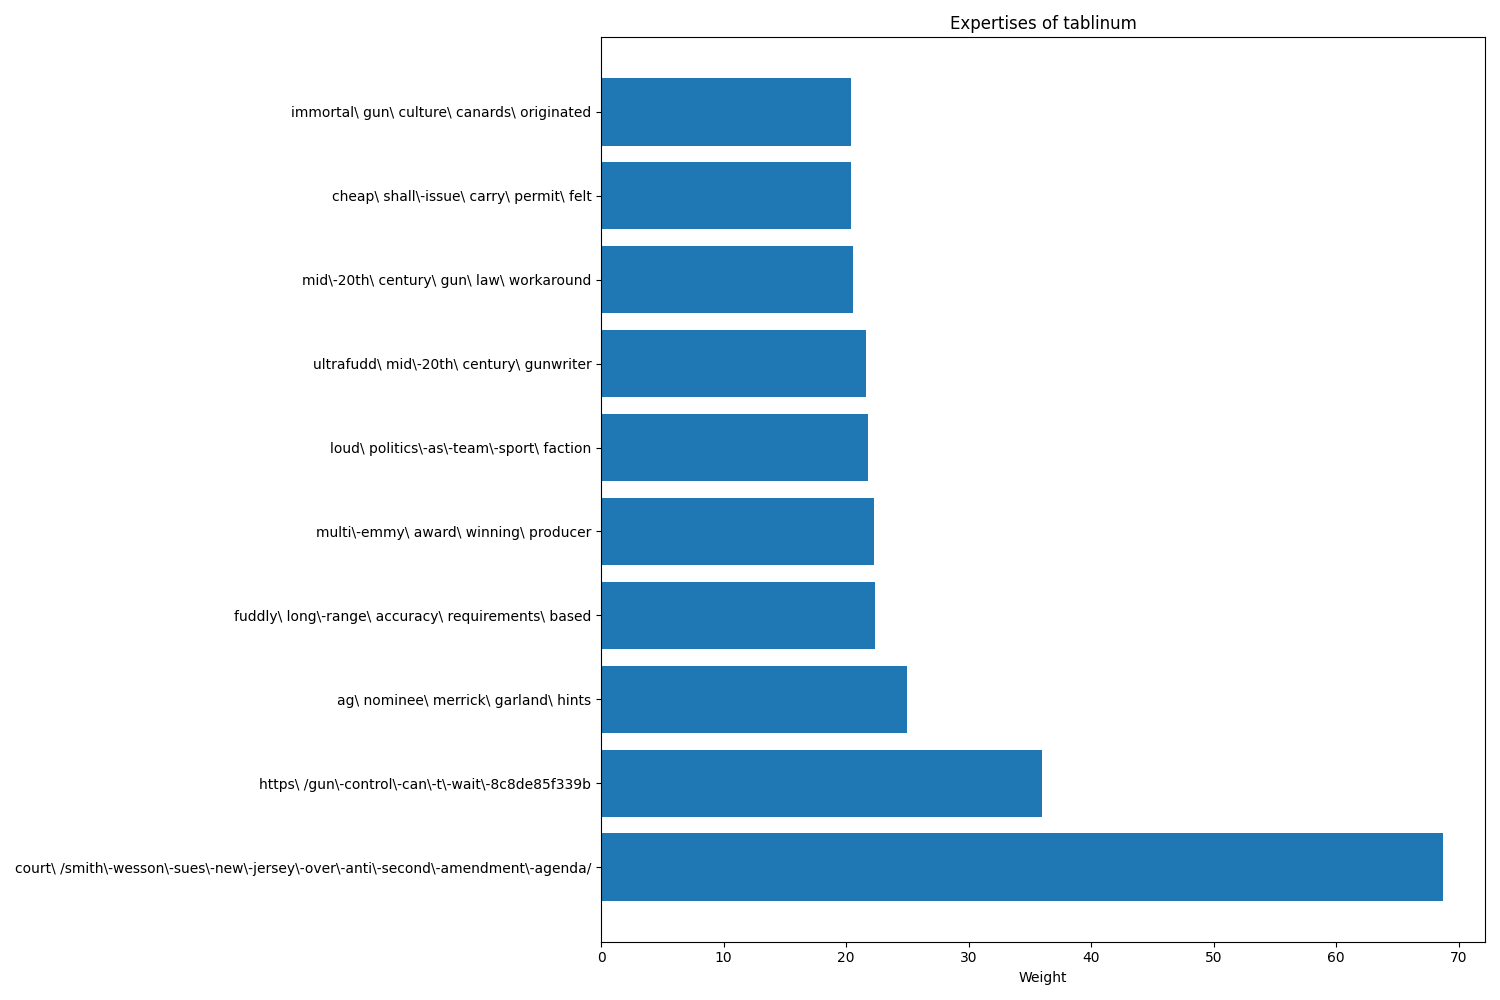 Expertises of tablinum
immortal\ gun\ culture\ canards\ originated
cheap\ shall\-issue\ carry\ permit\ felt
mid\-20th\ century\ gun\ law\ workaround
ultrafudd\ mid\-20th\ century\ gunwriter
loud\ politics\-as\-team\-sport\ faction
multi\-emmy\ award\ winning\ producer
fuddly\ long\-range\ accuracy\ requirements\ based
ag\ nominee\ merrick\ garland\ hints
https\ /gun\-control\-can\-t\-wait\-8c8de85f339b
court\ /smith\-wesson\-sues\-new\-jersey\-over\-anti\-second\-amendment\-agenda/
0 10 20 30 40 50 60 70
Weight